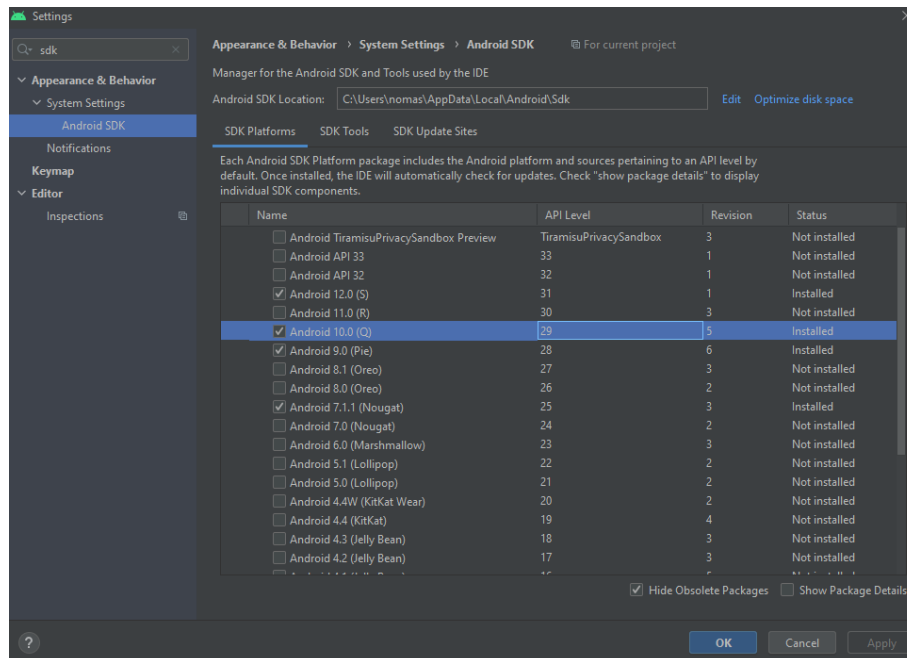 Settings
sdk
Appearance & Behavior
System Settings
Android SDK
Notifications
Keymap
Editor
Inspections
Appearance & Behavior › System Settings › Android SDK For current project
Manager for the Android SDK and Tools used by the IDE
Android SDK Location: C:\Users\nomas\AppData\Local\Android\Sdk Edit Optimize disk space
SDK Platforms SDK Tools SDK Update Sites
Each Android SDK Platform package includes the Android platform and sources pertaining to an API level by
default. Once installed, the IDE will automatically check for updates. Check "show package details" to display
individual SDK components.
Name API Level Revision Status
Android TiramisuPrivacySandbox Preview TiramisuPrivacySandbox 3 Not installed
Android API 33 33 1 Not installed
Android API 32 32 1 Not installed
Android 12.0 (S) 31 1 Installed
Android 11.0 (R) 30 3 Not installed
Android 10.0 (Q) 29 5 Installed
Android 9.0 (Pie) 28 6 Installed
Android 8.1 (Oreo) 27 3 Not installed
Android 8.0 (Oreo) 26 2 Not installed
Android 7.1.1 (Nougat) 25 3 Installed
Android 7.0 (Nougat) 24 2 Not installed
Android 6.0 (Marshmallow) 23 3 Not installed
Android 5.1 (Lollipop) 22 2 Not installed
Android 5.0 (Lollipop) 21 2 Not installed
Android 4.4W (KitKat Wear) 20 2 Not installed
Android 4.4 (KitKat) 19 4 Not installed
Android 4.3 (Jelly Bean) 18 3 Not installed
Android 4.2 (Jelly Bean) 17 3 Not installed
Hide Obsolete Packages Show Package Details
? OK Cancel Apply